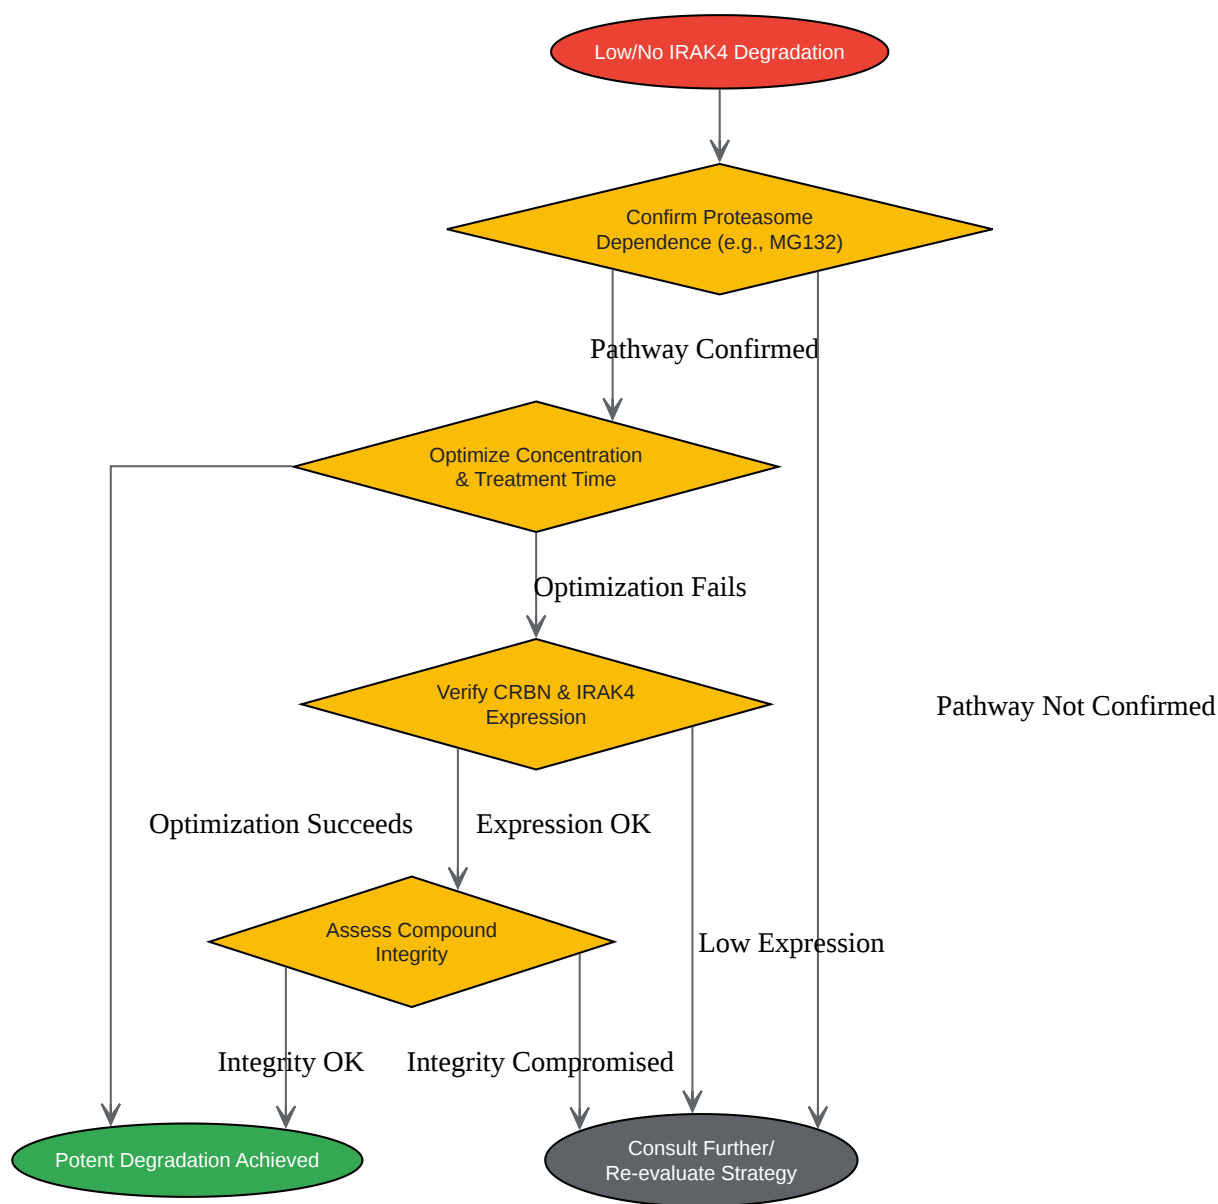 Low/No IRAK4 Degradation
Confirm Proteasome
Dependence (e.g., MG132)
Pathway Confirmed
Optimize Concentration
& Treatment Time
Optimization Fails
Verify CRBN & IRAK4
Expression
Pathway Not Confirmed
Optimization Succeeds
Expression OK
Assess Compound
Integrity
Low Expression
Integrity OK
Integrity Compromised
Potent Degradation Achieved
Consult Further/
Re-evaluate Strategy